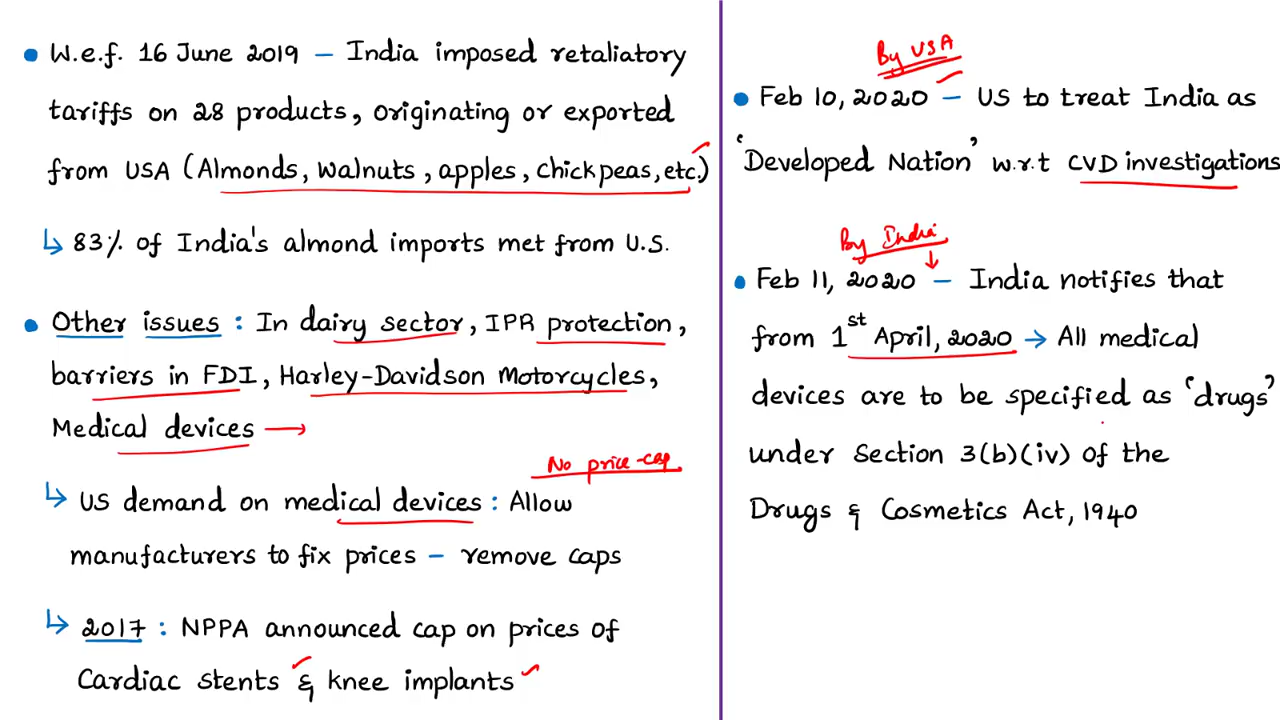 • W.e.f. 16 June 2019 – India imposed retaliatory
tariffs on 28 products, originating or exported
from USA (Almonds, walnuts, apples, chickpeas, etc.)
↳ 83% of India's almond imports met from U.S.
• Other issues : In dairy sector, IPR protection,
barriers in FDI, Harley-Davidson Motorcycles,
Medical devices →
No price-cap
↳ US demand on medical devices : Allow
manufacturers to fix prices – remove caps
↳ 2017 : NPPA announced cap on prices of
Cardiac stents & knee implants
By USA
• Feb 10, 2020 – US to treat India as
'Developed Nation' w.r.t CVD investigations
By India
• Feb 11, 2020 – India notifies that
from 1st April, 2020 → All medical
devices are to be specified as 'drugs'
under Section 3(b)(iv) of the
Drugs & Cosmetics Act, 1940